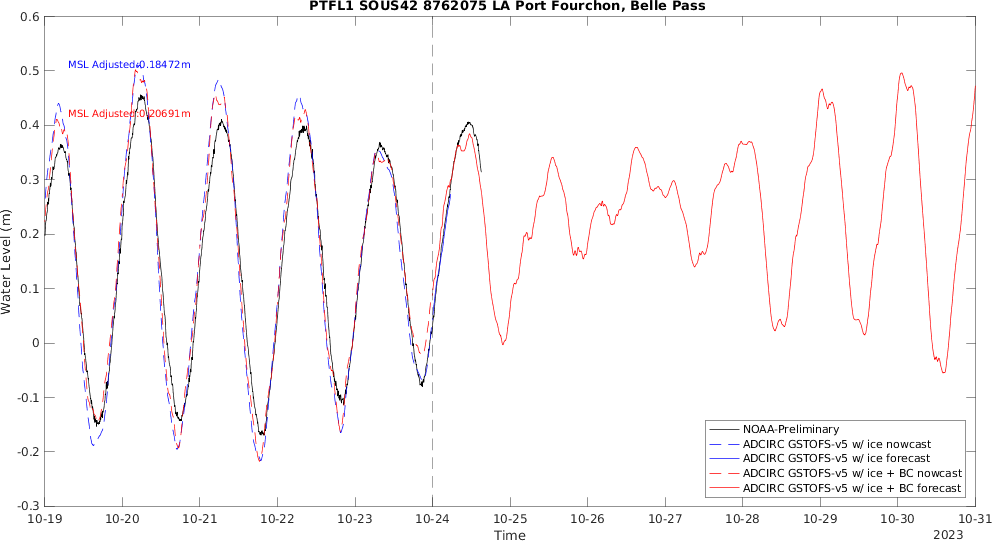 PTFL1 SOUS42 8762075 LA Port Fourchon, Belle Pass
0.6
0.5
0.4
0.3
0.2
0.1
0
-0.1
-0.2
-0.3
Water Level (m)
MSL Adjusted:0.18472m
MSL Adjusted:0.20691m
NOAA-Preliminary
ADCIRC GSTOFS-v5 w/ ice nowcast
ADCIRC GSTOFS-v5 w/ ice forecast
ADCIRC GSTOFS-v5 w/ ice + BC nowcast
ADCIRC GSTOFS-v5 w/ ice + BC forecast
10-19 10-20 10-21 10-22 10-23 10-24 10-25 10-26 10-27 10-28 10-29 10-30 10-31
Time
2023